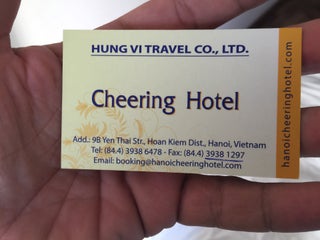 HUNG VI TRAVEL CO., LTD.
Cheering Hotel
Add.: 9B Yen Thai Str., Hoan Kiem Dist., Hanoi, Vietnam
Tel: (84.4) 3938 6478 - Fax: (84.4) 3938 1297
Email: booking@hanoicheeringhotel.com
hanoicheeringhotel.com